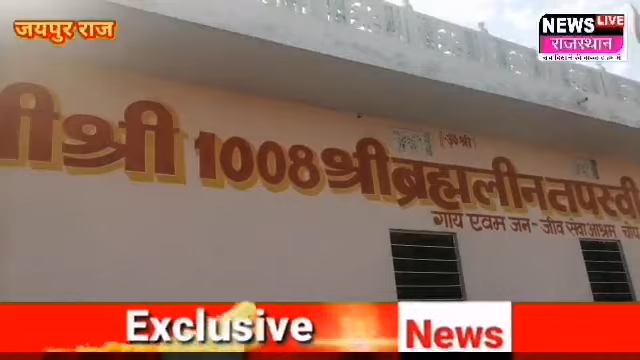 जयपुर राज
NEWS LIVE
राजस्थान
श्री 1008 श्री ब्रह्मलीन तपस्वी
गाय एवम जन - जीव सेवा आश्रम,
Exclusive
News